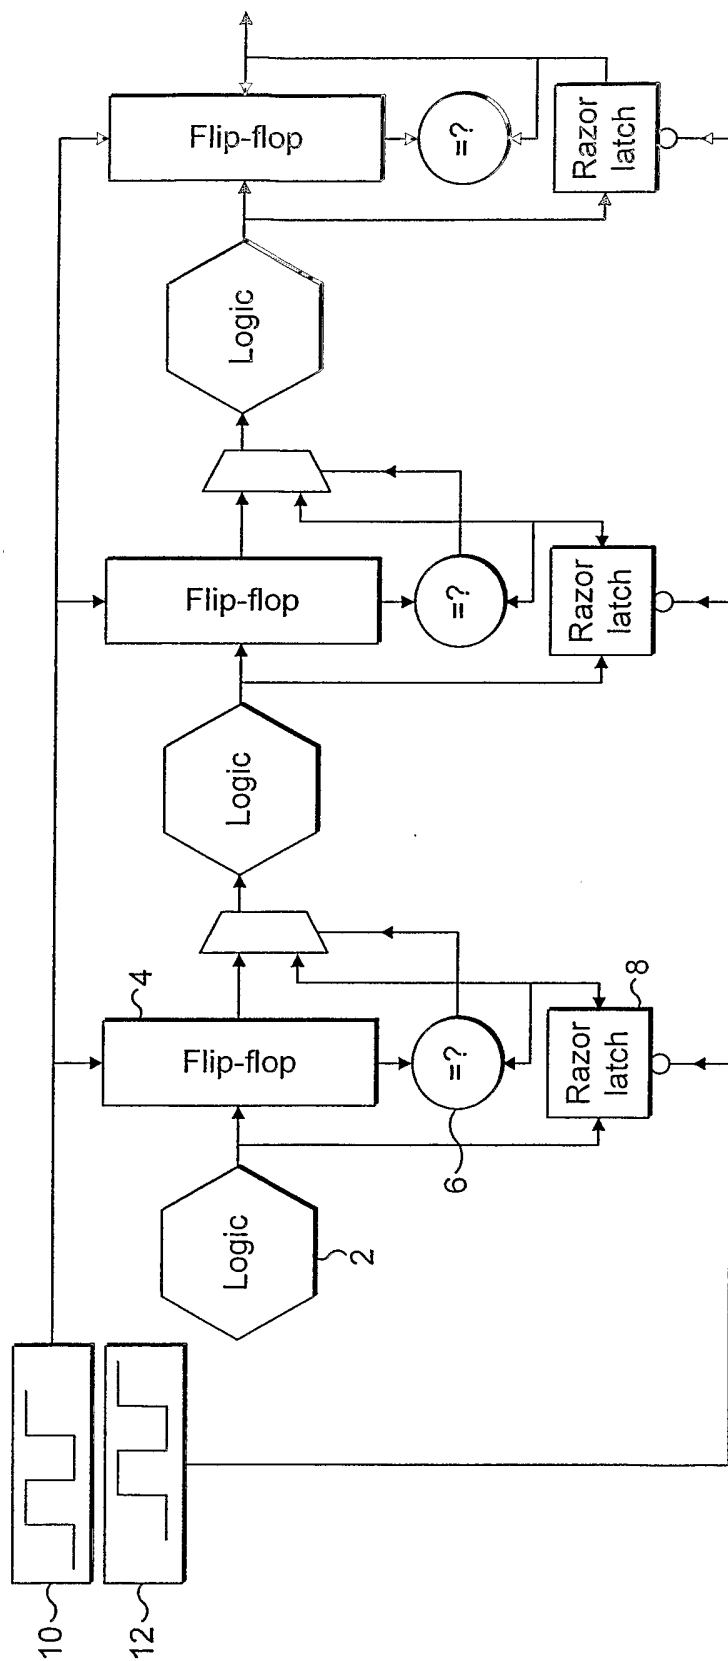 10
12
Logic
2
Flip-flop
4
=?
6
Razor
latch
8
Logic
Flip-flop
=?
Razor
latch
Logic
Flip-flop
=?
Razor
latch